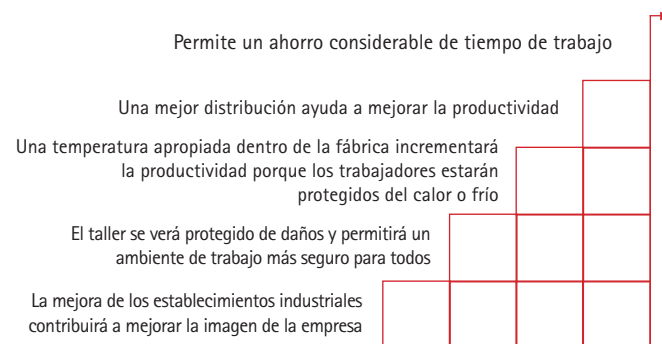 Permite un ahorro considerable de tiempo de trabajo
Una mejor distribución ayuda a mejorar la productividad
Una temperatura apropiada dentro de la fábrica incrementará
la productividad porque los trabajadores estarán
protegidos del calor o frío
El taller se verá protegido de daños y permitirá un
ambiente de trabajo más seguro para todos
La mejora de los establecimientos industriales
contribuirá a mejorar la imagen de la empresa